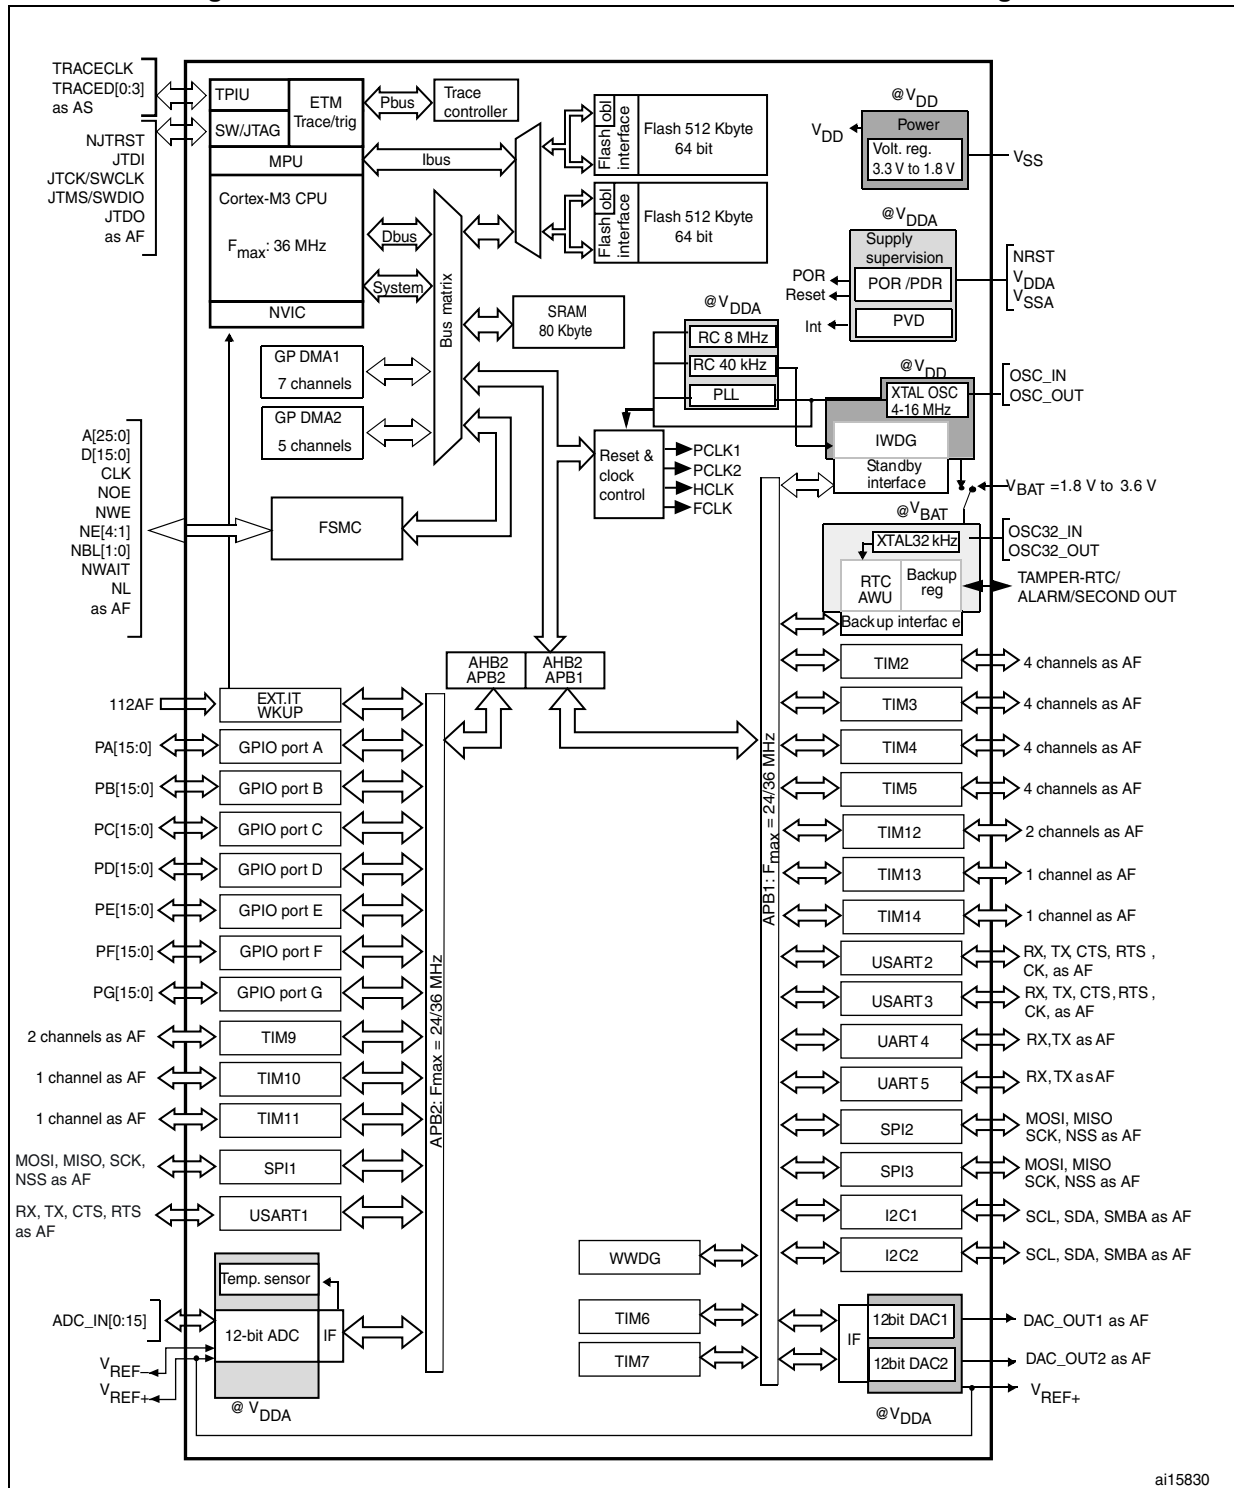 TRACECLK
TRACED[0:3]
as AS
NJTRST
JTDI
JTCK/SWCLK
JTMS/SWDIO
JTDO
as AF
TPIU
SW/JTAG
ETM
Trace/trig
Pbus
Trace
controller
MPU
Ibus
Cortex-M3 CPU
Fmax: 36 MHz
Dbus
System
NVIC
Bus matrix
Flash obl
interface
Flash 512 Kbyte
64 bit
Flash obl
interface
Flash 512 Kbyte
64 bit
SRAM
80 Kbyte
GP DMA1
7 channels
GP DMA2
5 channels
A[25:0]
D[15:0]
CLK
NOE
NWE
NE[4:1]
NBL[1:0]
NWAIT
NL
as AF
FSMC
@VDD
Power
VDD
Volt. reg.
3.3 V to 1.8 V
VSS
@VDDA
Supply
supervision
POR
Reset
Int
POR /PDR
PVD
NRST
VDDA
VSSA
@VDDA
RC 8 MHz
RC 40 kHz
PLL
@VDD
XTAL OSC
4-16 MHz
OSC_IN
OSC_OUT
IWDG
Standby
interface
Reset &
clock
control
PCLK1
PCLK2
HCLK
FCLK
VBAT =1.8 V to 3.6 V
@VBAT
XTAL32 kHz
OSC32_IN
OSC32_OUT
RTC
AWU
Backup
reg
TAMPER-RTC/
ALARM/SECOND OUT
Backup interfac e
AHB2
APB2
AHB2
APB1
112AF
EXT.IT
WKUP
PA[15:0]
GPIO port A
PB[15:0]
GPIO port B
PC[15:0]
GPIO port C
PD[15:0]
GPIO port D
PE[15:0]
GPIO port E
PF[15:0]
GPIO port F
PG[15:0]
GPIO port G
2 channels as AF
TIM9
1 channel as AF
TIM10
1 channel as AF
TIM11
MOSI, MISO, SCK,
NSS as AF
SPI1
RX, TX, CTS, RTS
as AF
USART1
APB2: Fmax = 24/36 MHz
Temp. sensor
ADC_IN[0:15]
12-bit ADC
IF
VREF–
VREF+
@ VDDA
APB1: Fmax = 24/36 MHz
TIM2
4 channels as AF
TIM3
4 channels as AF
TIM4
4 channels as AF
TIM5
4 channels as AF
TIM12
2 channels as AF
TIM13
1 channel as AF
TIM14
1 channel as AF
USART2
RX, TX, CTS, RTS ,
CK, as AF
USART3
RX, TX, CTS, RTS ,
CK, as AF
UART4
RX,TX as AF
UART5
RX, TX as AF
SPI2
MOSI, MISO
SCK, NSS as AF
SPI3
MOSI, MISO
SCK, NSS as AF
I2C1
SCL, SDA, SMBA as AF
I2C2
SCL, SDA, SMBA as AF
WWDG
TIM6
TIM7
IF
12bit DAC1
DAC_OUT1 as AF
12bit DAC2
DAC_OUT2 as AF
VREF+
@VDDA
ai15830